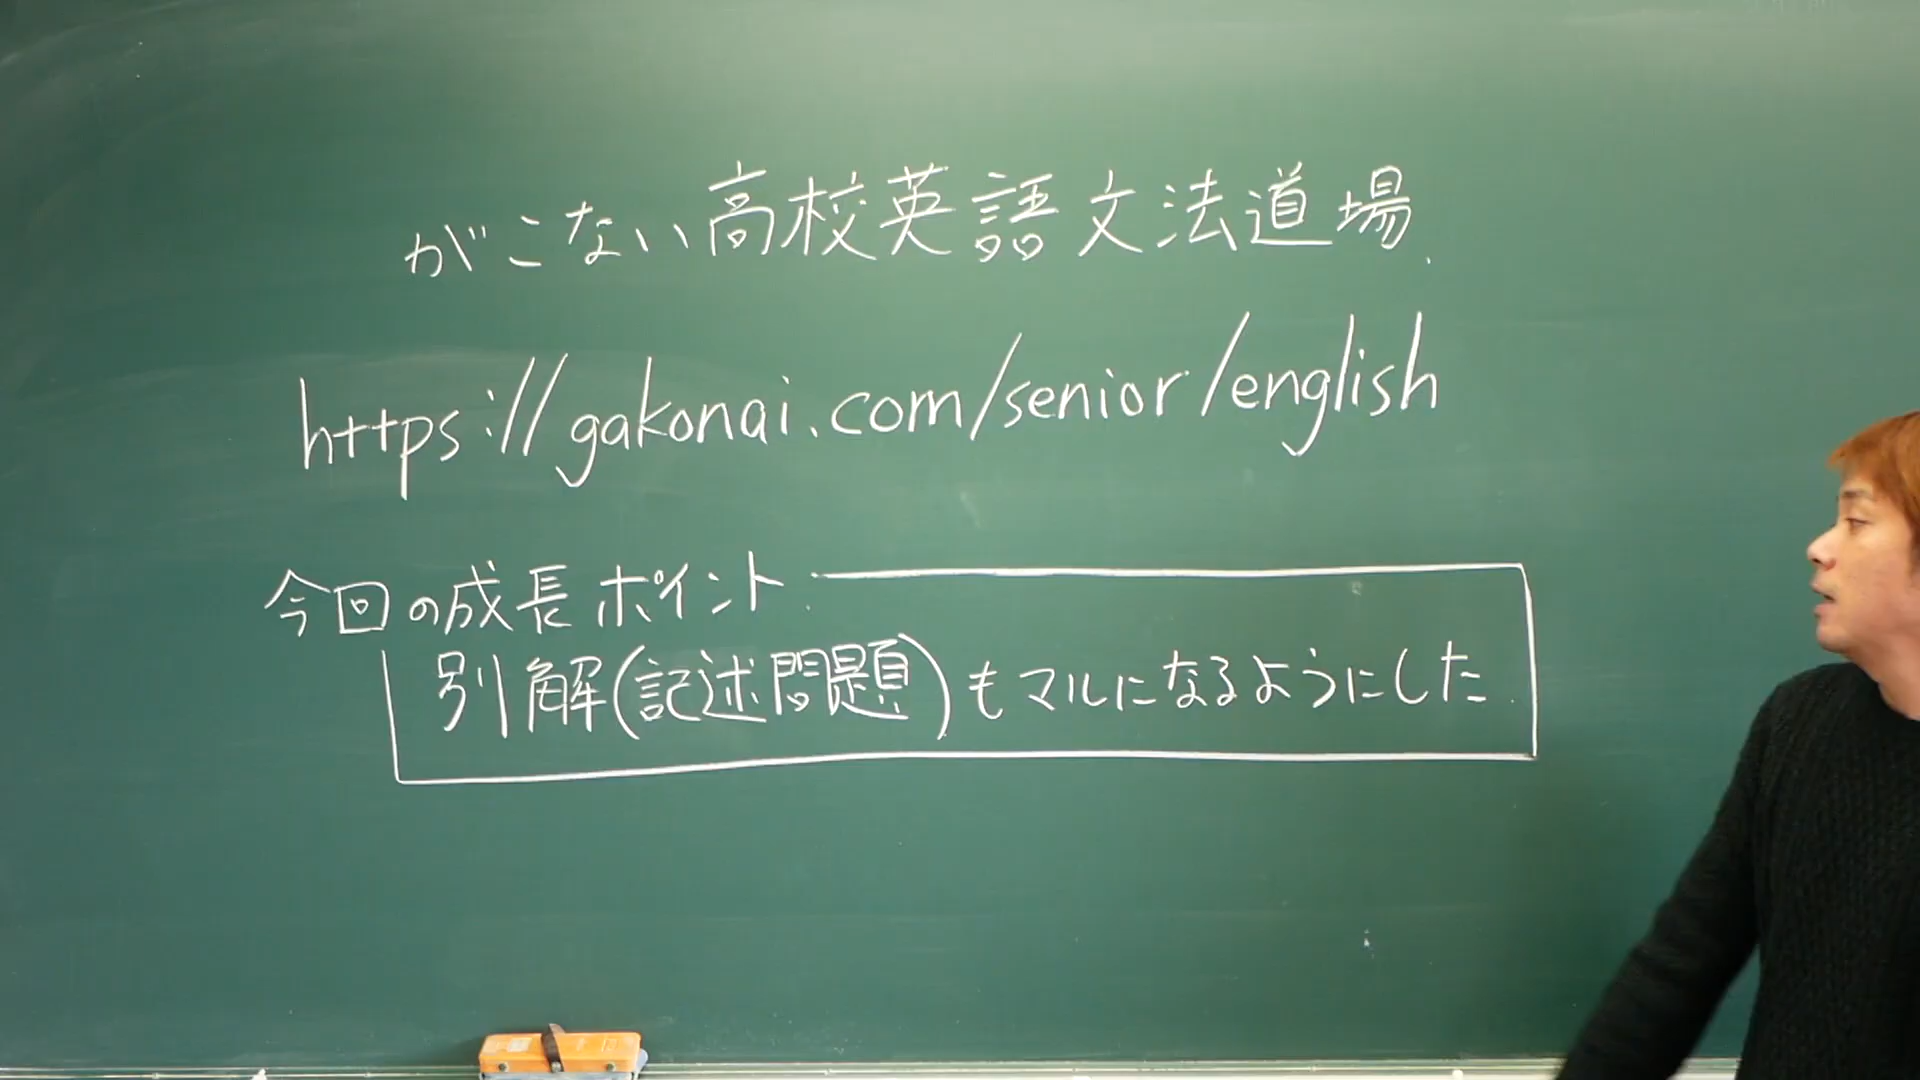 がこない高校英語文法道場
https://gakonai.com/senior/english
今回の成長ポイント
別解(記述問題)もマルになるようにした